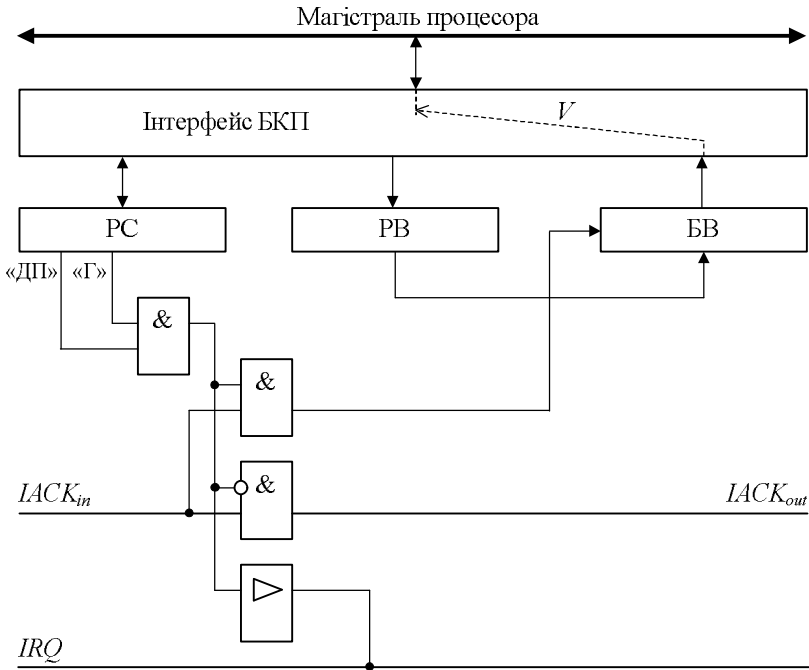 Магістраль процесора
Інтерфейс БКП
V
РС
РВ
БВ
«ДП» «Г»
&
&
IACKin
&
IACKout
IRQ